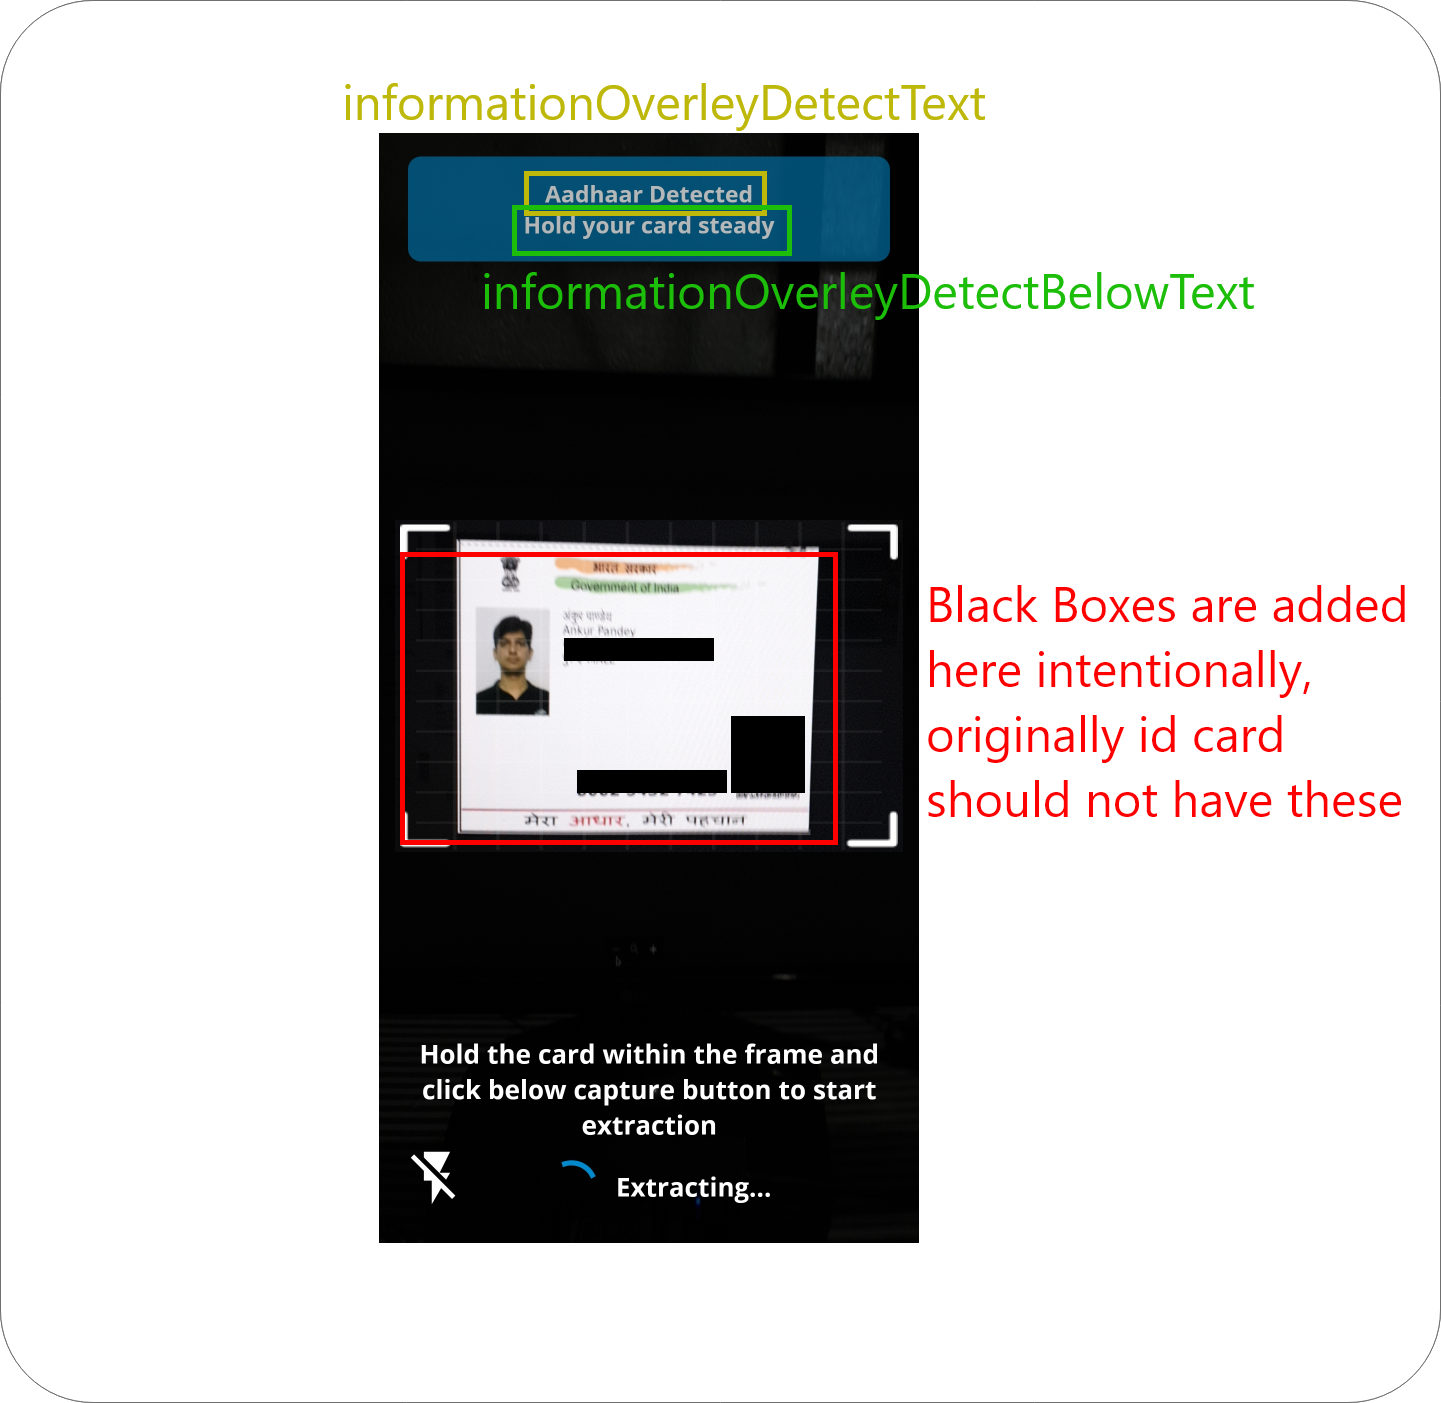 informationOverleyDetectText
Aadhaar Detected
Hold your card steady
informationOverleyDetectBelowText
भारत सरकार
Government of India
अंकुर पाण्डेय
Ankur Pandey
मेरा आधार, मेरी पहचान
Black Boxes are added
here intentionally,
originally id card
should not have these
Hold the card within the frame and
click below capture button to start
extraction
Extracting...